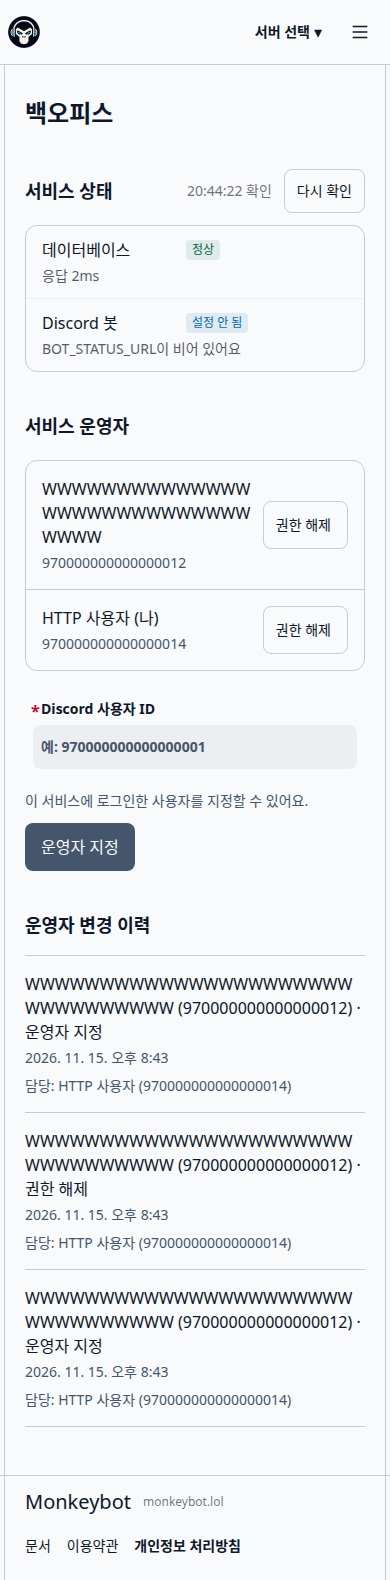 서버 선택 ▾
백오피스
서비스 상태
20:44:22 확인
다시 확인
데이터베이스
정상
응답 2ms
Discord 봇
설정 안 됨
BOT_STATUS_URL이 비어 있어요
서비스 운영자
WWWWWWWWWWWWWW
WWWWWWWWWWWWWW
WWWW
970000000000000012
권한 해제
HTTP 사용자 (나)
970000000000000014
권한 해제
*Discord 사용자 ID
예: 970000000000000001
이 서비스에 로그인한 사용자를 지정할 수 있어요.
운영자 지정
운영자 변경 이력
WWWWWWWWWWWWWWWWWWWWWW
WWWWWWWWWW (970000000000000012) ·
운영자 지정
2026. 11. 15. 오후 8:43
담당: HTTP 사용자 (970000000000000014)
WWWWWWWWWWWWWWWWWWWWWW
WWWWWWWWWW (970000000000000012) ·
권한 해제
2026. 11. 15. 오후 8:43
담당: HTTP 사용자 (970000000000000014)
WWWWWWWWWWWWWWWWWWWWWW
WWWWWWWWWW (970000000000000012) ·
운영자 지정
2026. 11. 15. 오후 8:43
담당: HTTP 사용자 (970000000000000014)
Monkeybot
monkeybot.lol
문서
이용약관
개인정보 처리방침